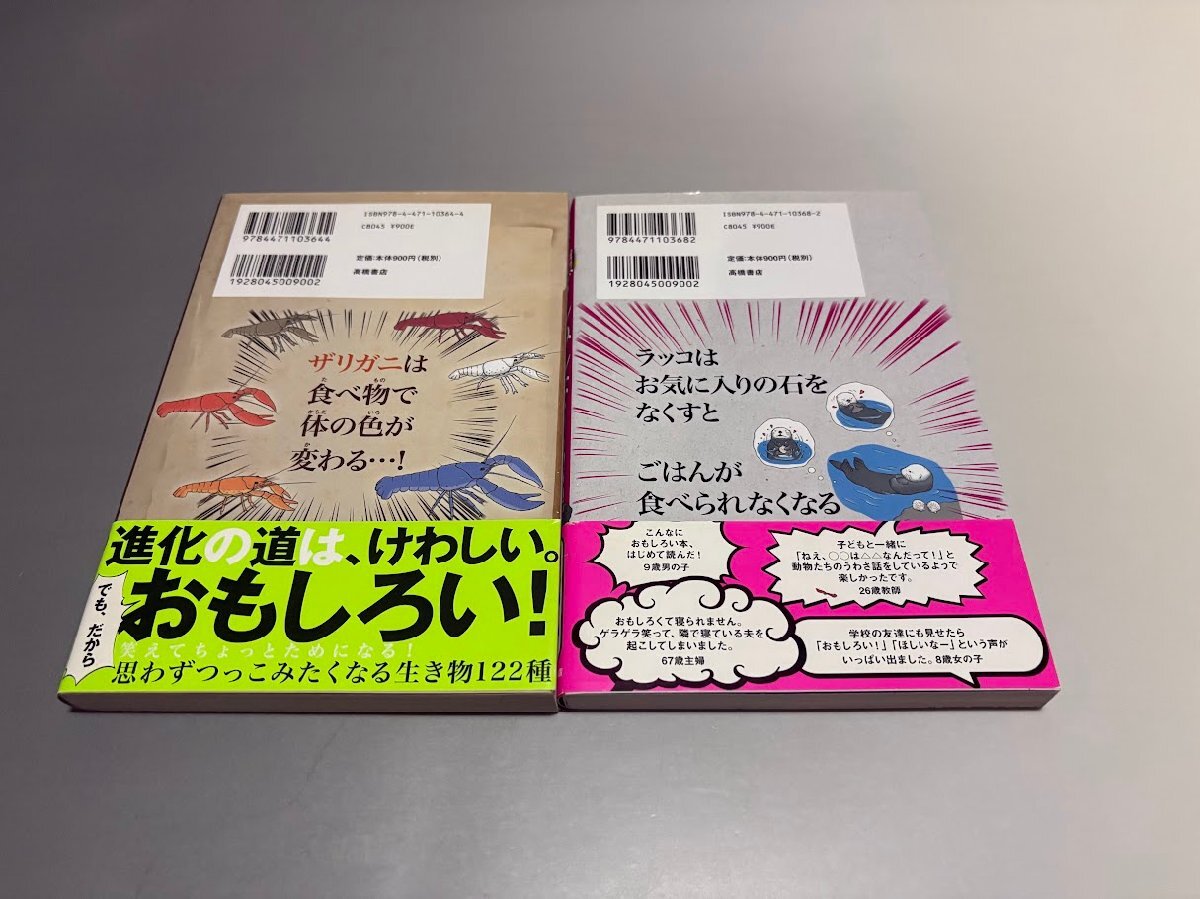 ISBN978-4-471-10364-4
C8045 ¥900E
9784471103644
定価:本体900円(税別)
高橋書店
1928045009002
ザリガニは
食べ物で
体の色が
変わる…!
進化の道は、けわしい。
でも、だから
おもしろい!
笑えてちょっとためになる!
思わずつっこみたくなる生き物122種
ISBN978-4-471-10368-2
C8045 ¥900E
9784471103682
定価:本体900円(税別)
高橋書店
1928045009002
ラッコは
お気に入りの石を
なくすと
ごはんが
食べられなくなる
こんなに
おもしろい本、
はじめて読んだ!
9歳男の子
子どもと一緒に
「ねえ、○○は△△なんだって!」と
動物たちのうわさ話をしているようで
楽しかったです。
26歳教師
おもしろくて寝られません。
ゲラゲラ笑って、隣で寝ている夫を
起こしてしまいました。
67歳主婦
学校の友達にも見せたら
「おもしろい!」「ほしいなー」という声が
いっぱい出ました。8歳女の子